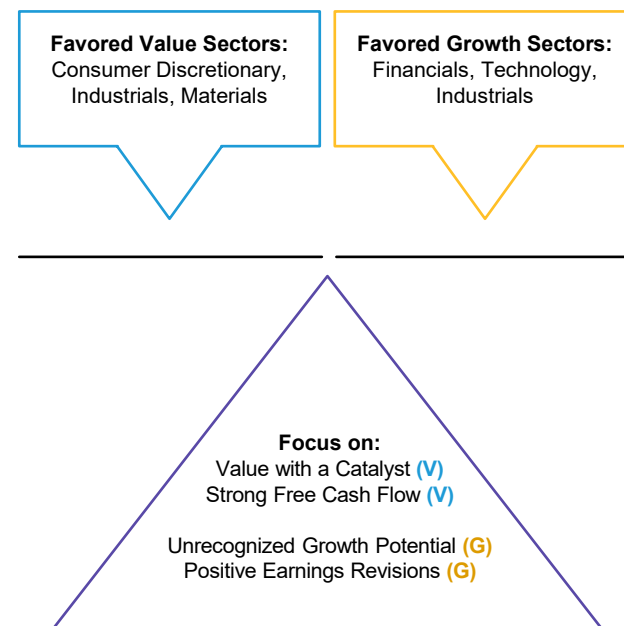 Favored Value Sectors:
Consumer Discretionary,
Industrials, Materials
Favored Growth Sectors:
Financials, Technology,
Industrials
Focus on:
Value with a Catalyst (V)
Strong Free Cash Flow (V)
Unrecognized Growth Potential (G)
Positive Earnings Revisions (G)